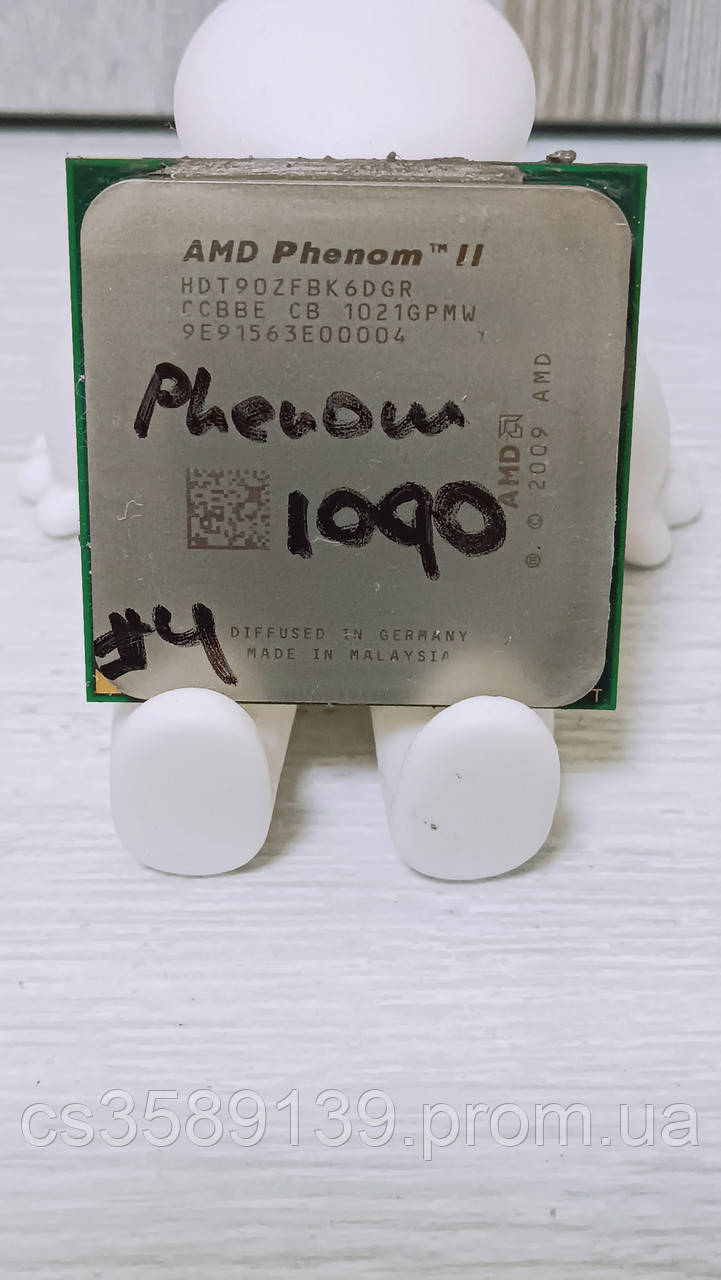 AMD Phenom™ II
HDT90ZFBK6DGR
CCBBE CB 1021GPMW
9E91563E00004
Phenom
1090
AMD
® © 2009 AMD
#4
DIFFUSED IN GERMANY
MADE IN MALAYSIA
T
cs3589139.prom.ua